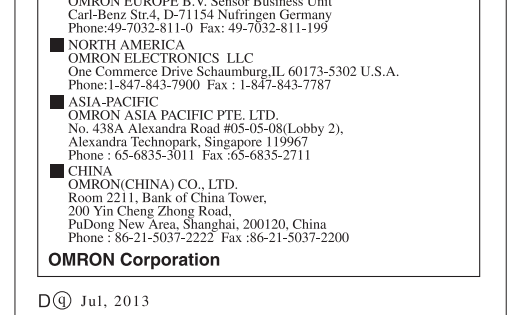 OMRON EUROPE B.V. Sensor Business Unit
Carl-Benz Str.4, D-71154 Nufringen Germany
Phone:49-7032-811-0 Fax: 49-7032-811-199
NORTH AMERICA
OMRON ELECTRONICS LLC
One Commerce Drive Schaumburg,IL 60173-5302 U.S.A.
Phone:1-847-843-7900 Fax : 1-847-843-7787
ASIA-PACIFIC
OMRON ASIA PACIFIC PTE. LTD.
No. 438A Alexandra Road #05-05-08(Lobby 2),
Alexandra Technopark, Singapore 119967
Phone : 65-6835-3011 Fax :65-6835-2711
CHINA
OMRON(CHINA) CO., LTD.
Room 2211, Bank of China Tower,
200 Yin Cheng Zhong Road,
PuDong New Area, Shanghai, 200120, China
Phone : 86-21-5037-2222 Fax :86-21-5037-2200
OMRON Corporation
D ⓠ Jul, 2013